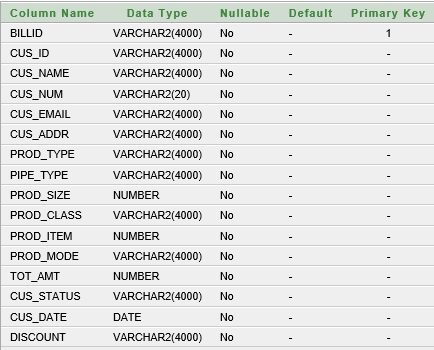 Column Name Data Type Nullable Default Primary Key
BILLID VARCHAR2(4000) No - 1
CUS_ID VARCHAR2(4000) No - -
CUS_NAME VARCHAR2(4000) No - -
CUS_NUM VARCHAR2(20) No - -
CUS_EMAIL VARCHAR2(4000) No - -
CUS_ADDR VARCHAR2(4000) No - -
PROD_TYPE VARCHAR2(4000) No - -
PIPE_TYPE VARCHAR2(4000) No - -
PROD_SIZE NUMBER No - -
PROD_CLASS VARCHAR2(4000) No - -
PROD_ITEM NUMBER No - -
PROD_MODE VARCHAR2(4000) No - -
TOT_AMT NUMBER No - -
CUS_STATUS VARCHAR2(4000) No - -
CUS_DATE DATE No - -
DISCOUNT VARCHAR2(4000) No - -